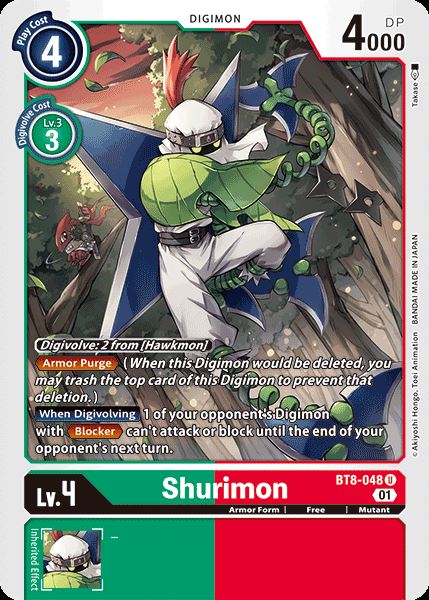 Play Cost
4
DIGIMON
DP
4000
Digivolve Cost
Lv.3
3
Takase
Digivolve: 2 from [Hawkmon]
Armor Purge (When this Digimon would be deleted, you
may trash the top card of this Digimon to prevent that
deletion.)
When Digivolving 1 of your opponent's Digimon
with Blocker can't attack or block until the end of your
opponent's next turn.
©Akiyoshi Hongo, Toei Animation BANDAI MADE IN JAPAN
Lv.4
Shurimon
BT8-048 U
01
Armor Form | Free | Mutant
Inherited Effect
–